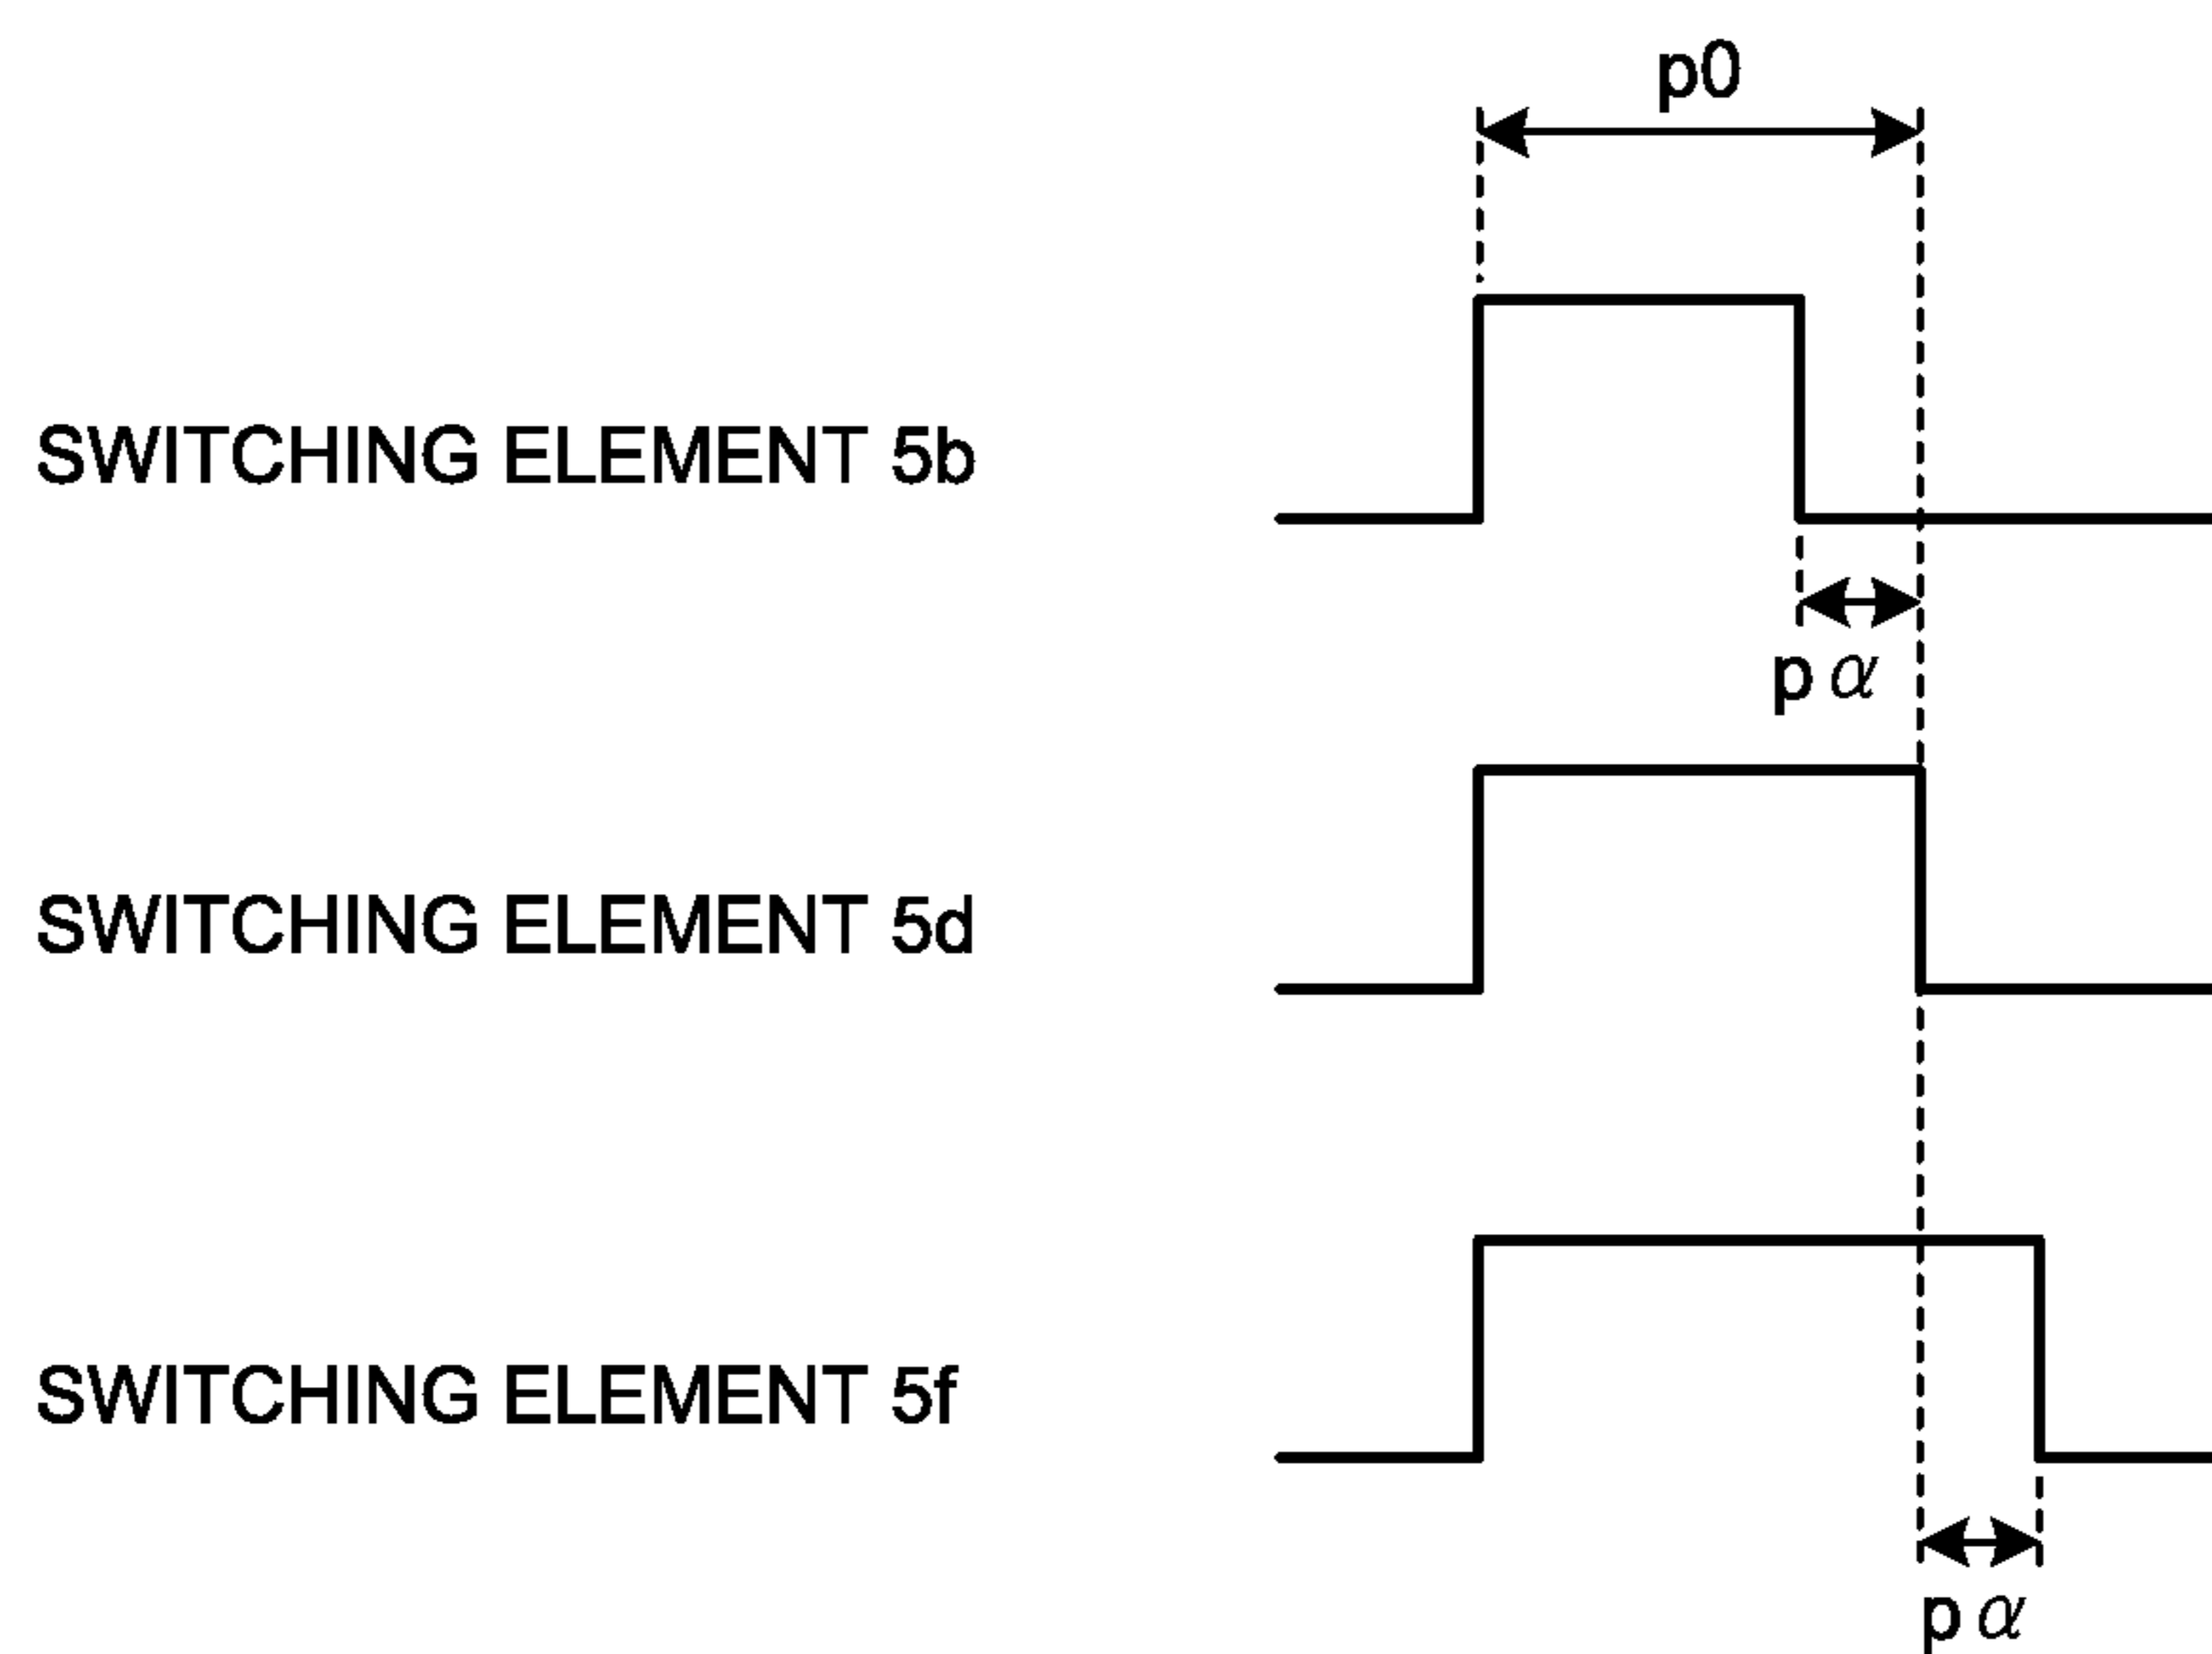 p0
SWITCHING ELEMENT 5b
p α
SWITCHING ELEMENT 5d
SWITCHING ELEMENT 5f
p α